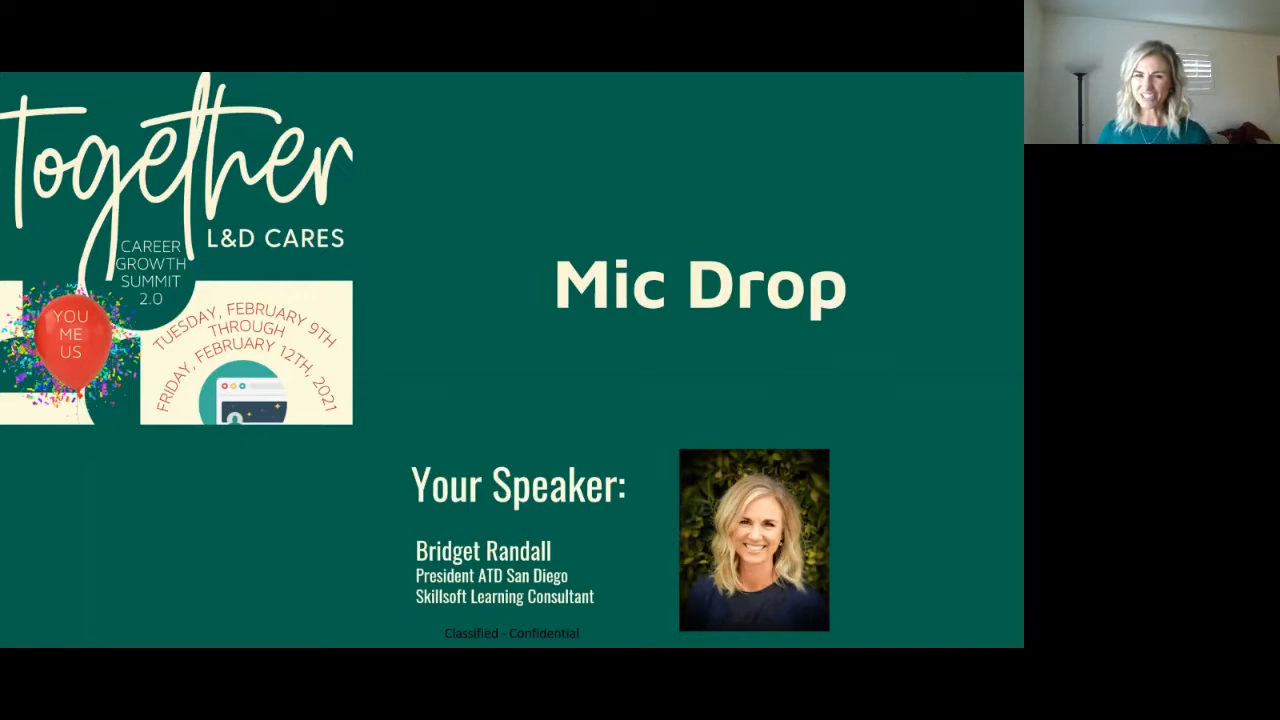 together
L&D CARES
CAREER
GROWTH
SUMMIT
2.0
YOU
ME
US
TUESDAY, FEBRUARY 9TH
THROUGH
FRIDAY, FEBRUARY 12TH, 2021
Mic Drop
Your Speaker:
Bridget Randall
President ATD San Diego
Skillsoft Learning Consultant
Classified - Confidential